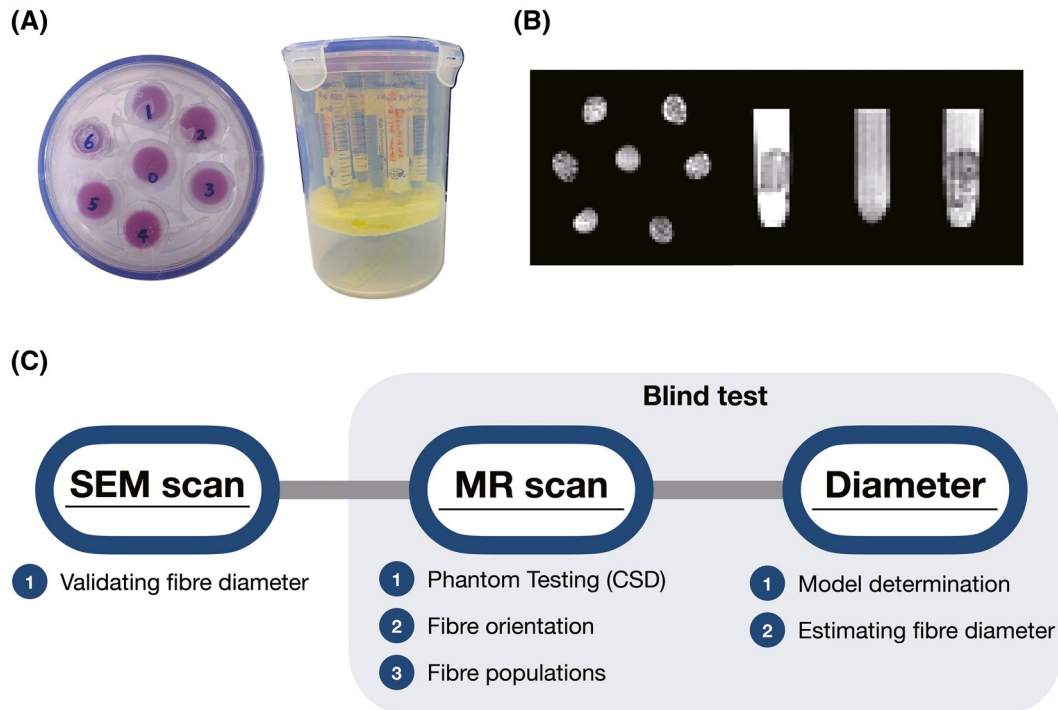 (A)
(B)
1
2
6
0
3
5
4
(C)
Blind test
SEM scan
MR scan
Diameter
1 Validating fibre diameter
1 Phantom Testing (CSD)
2 Fibre orientation
3 Fibre populations
1 Model determination
2 Estimating fibre diameter